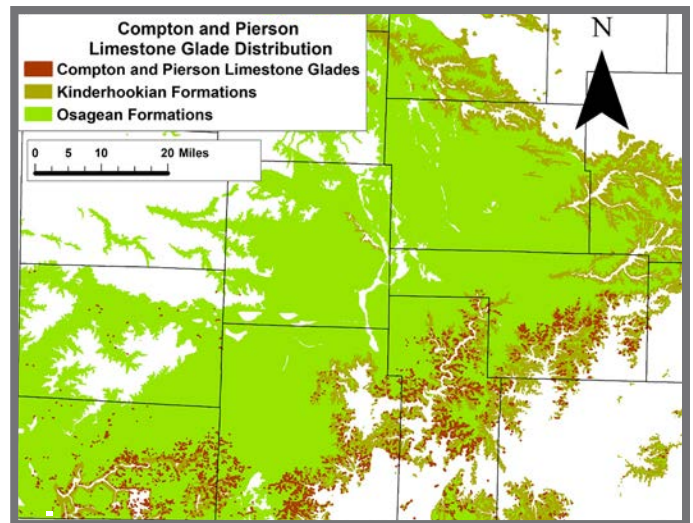 Compton and Pierson
Limestone Glade Distribution
Compton and Pierson Limestone Glades
Kinderhookian Formations
Osagean Formations
0 5 10 20 Miles
N